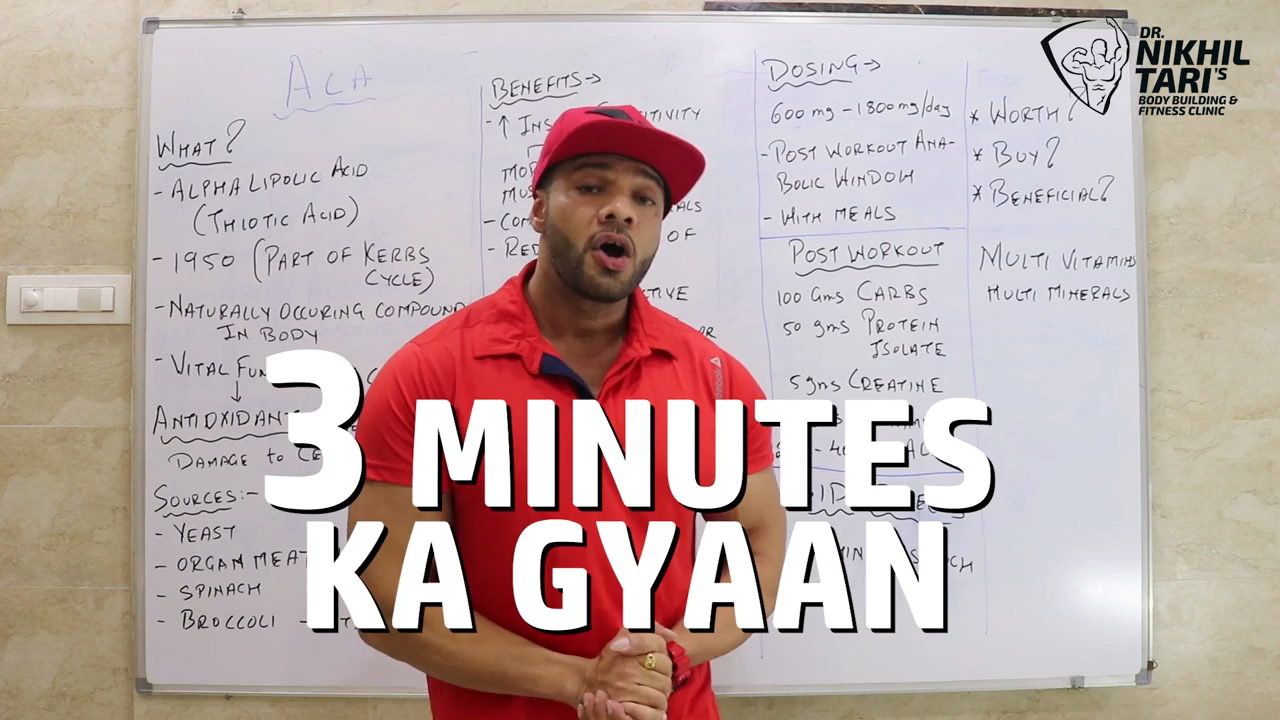 ALA
WHAT?
- ALPHA LIPOLIC ACID
(THIOTIC ACID)
- 1950 (PART OF KERBS
CYCLE)
- NATURALLY OCCURING COMPOUND
IN BODY
- VITAL
ANTIOXIDANT
DAMAGE to
SOURCES:-
- YEAST
- ORGAN MEAT
- SPINACH
- BROCCOLI
BENEFITS→
- ↑
OF
DOSING→
600 mg - 1800 mg/day
- POST WORKOUT ANA-
BOLIC WINDOW
- WITH MEALS
POST WORKOUT
100 Gms CARBS
50 gms PROTEIN
ISOLATE
5 gms CREATINE
* WORTH?
* BUY?
* BENEFICIAL?
MULTI VITAMINS
MULTI MINERALS
DR.
NIKHIL
TARI'S
BODY BUILDING &
FITNESS CLINIC
Reebok
3 MINUTES
KA GYAAN